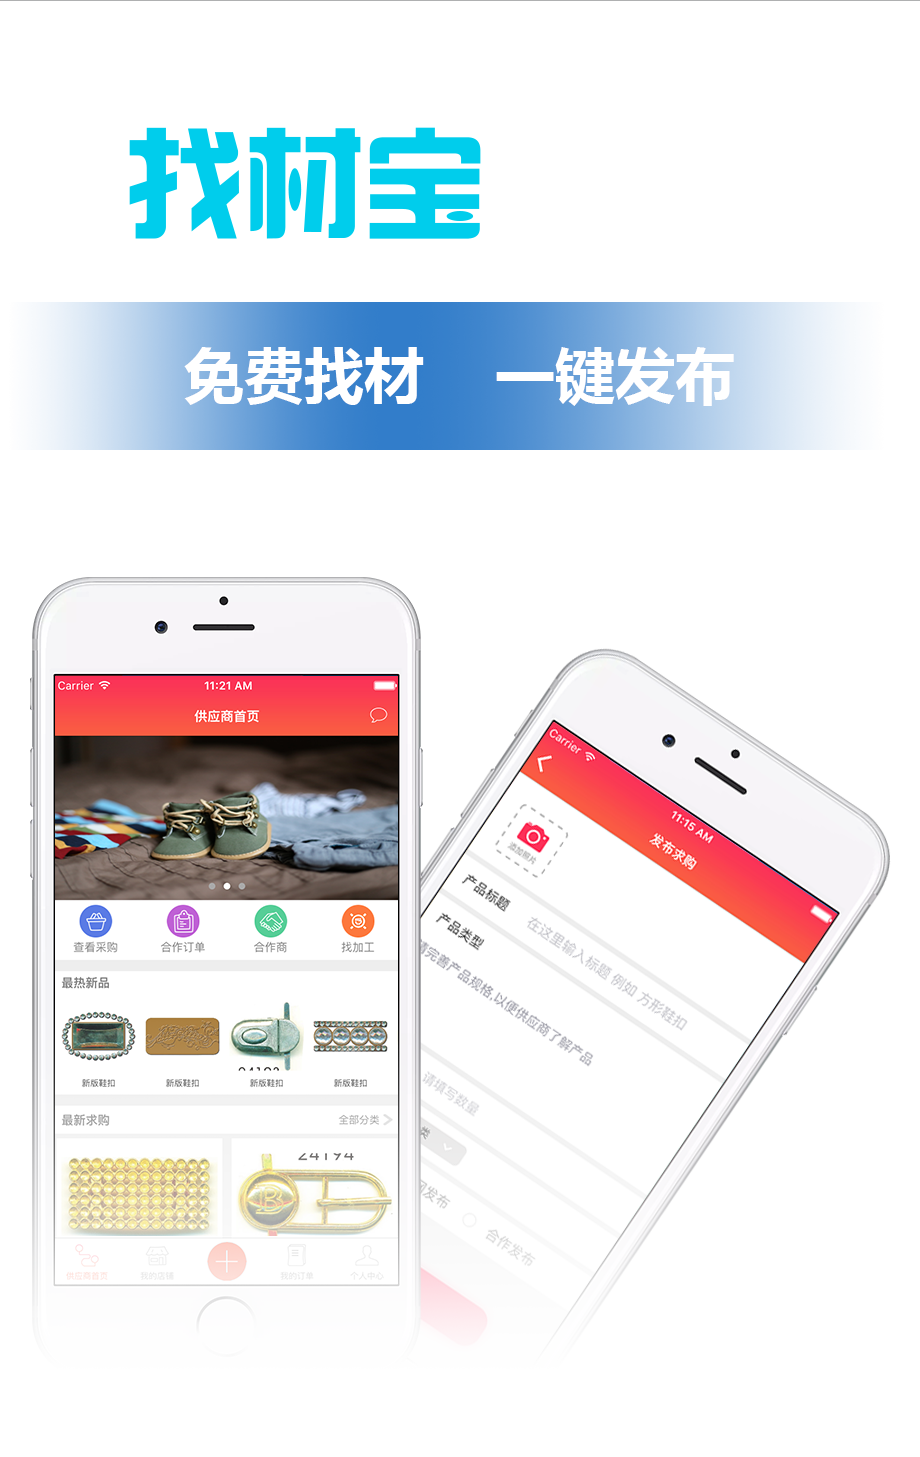 找材宝
免费找材 一键发布
Carrier 11:21 AM
供应商首页
查看采购 合作订单 合作商 找加工
最热新品
新版鞋扣 新版鞋扣 新版鞋扣 新版鞋扣
最新求购 全部分类
24194
供应商首页 我的店铺 我的订单 个人中心
Carrier 11:15 AM
发布求购
添加照片
产品标题 在这里输入标题 例如 方形鞋扣
产品类型
请完善产品规格,以便供应商了解产品
请填写数量
类
发布
合作发布